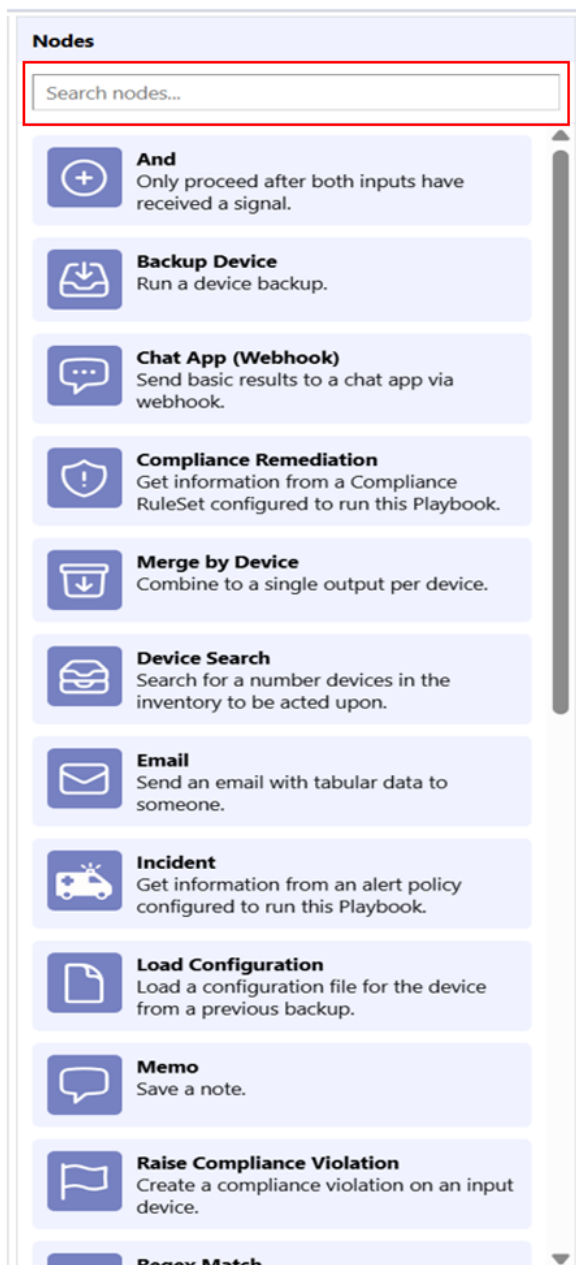 Nodes
Search nodes...
And
Only proceed after both inputs have
received a signal.
Backup Device
Run a device backup.
Chat App (Webhook)
Send basic results to a chat app via
webhook.
Compliance Remediation
Get information from a Compliance
RuleSet configured to run this Playbook.
Merge by Device
Combine to a single output per device.
Device Search
Search for a number devices in the
inventory to be acted upon.
Email
Send an email with tabular data to
someone.
Incident
Get information from an alert policy
configured to run this Playbook.
Load Configuration
Load a configuration file for the device
from a previous backup.
Memo
Save a note.
Raise Compliance Violation
Create a compliance violation on an input
device.
Regex Match